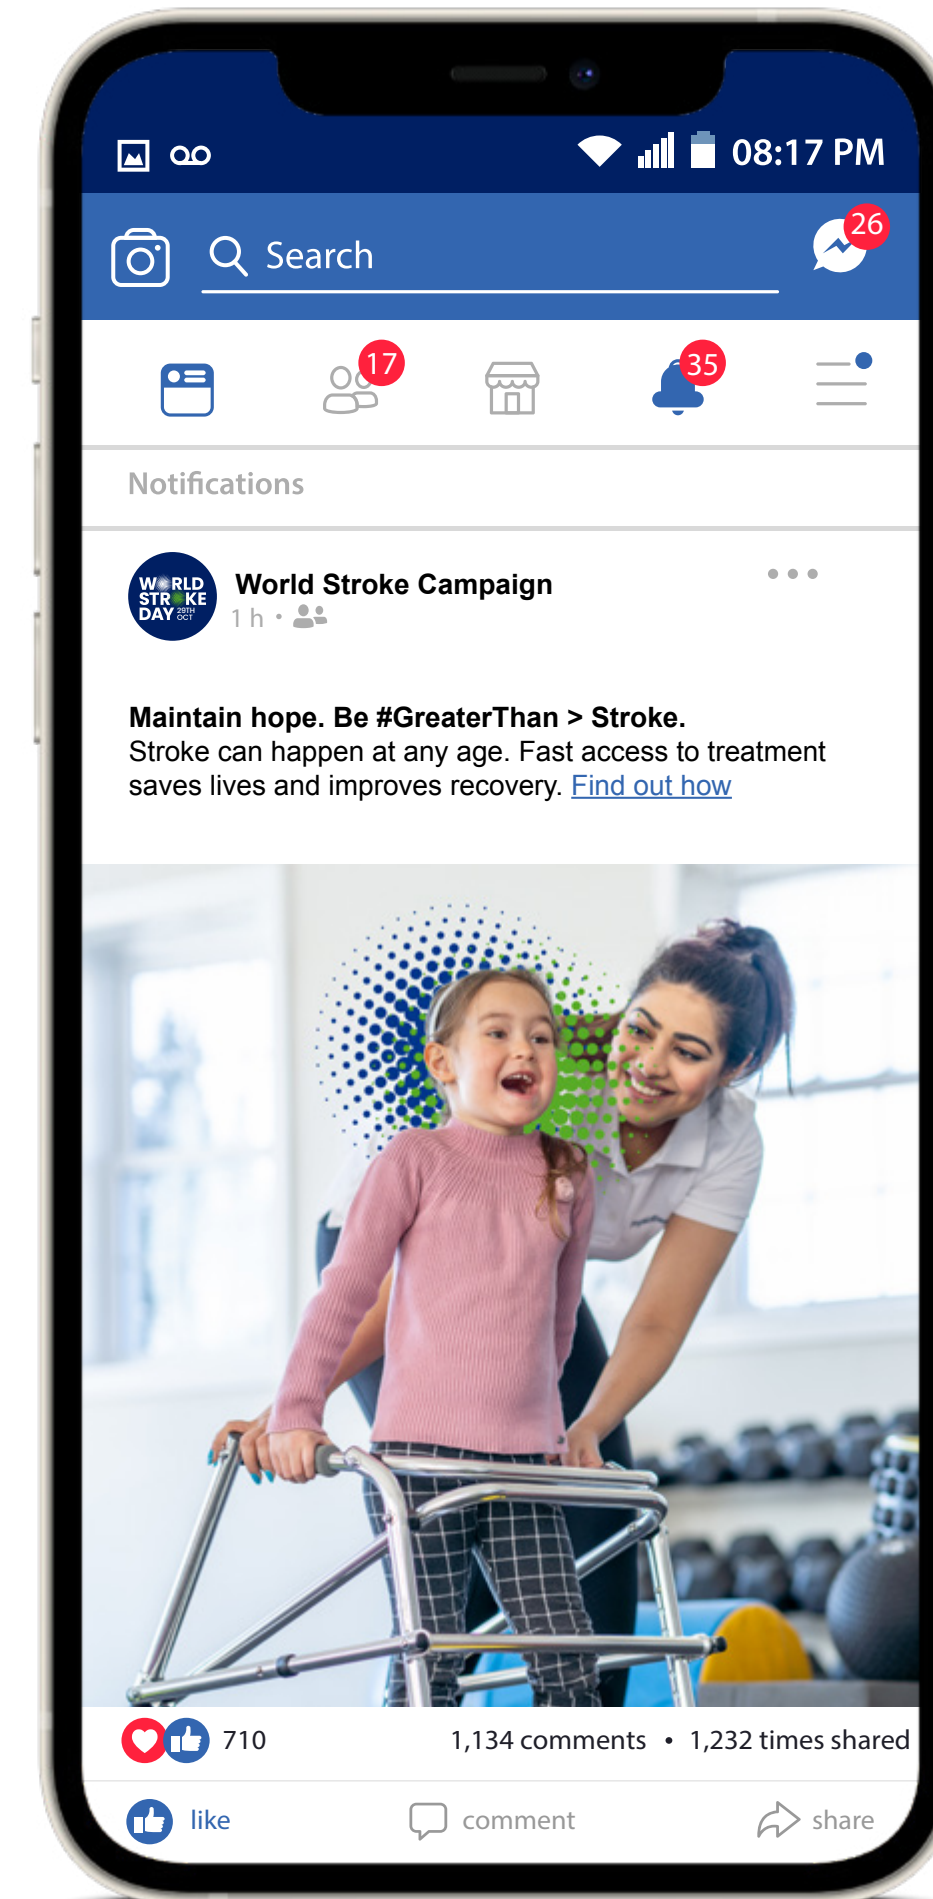 08:17 PM
Search
26
17
35
Notifications
WORLD
STROKE
DAY 29TH OCT
World Stroke Campaign
1 h
Maintain hope. Be #GreaterThan > Stroke.
Stroke can happen at any age. Fast access to treatment
saves lives and improves recovery. Find out how
710 1,134 comments • 1,232 times shared
like comment share